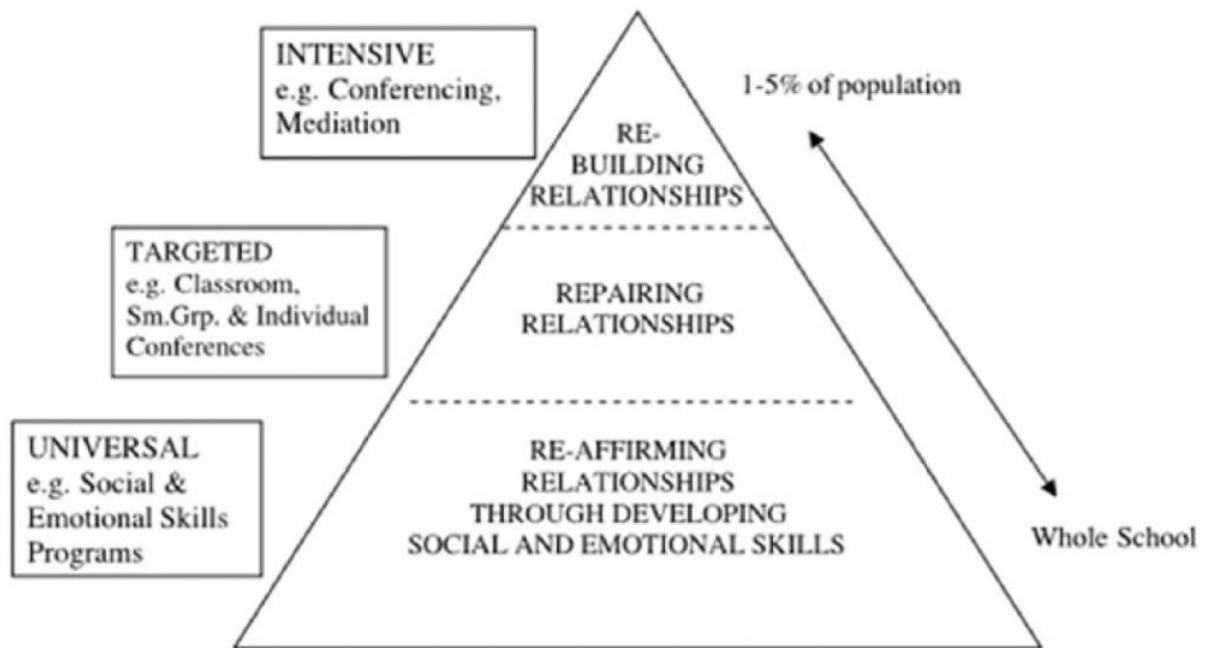 INTENSIVE
e.g. Conferencing,
Mediation
1-5% of population
RE-
BUILDING
RELATIONSHIPS
TARGETED
e.g. Classroom,
Sm.Grp. & Individual
Conferences
REPAIRING
RELATIONSHIPS
UNIVERSAL
e.g. Social &
Emotional Skills
Programs
RE-AFFIRMING
RELATIONSHIPS
THROUGH DEVELOPING
SOCIAL AND EMOTIONAL SKILLS
Whole School